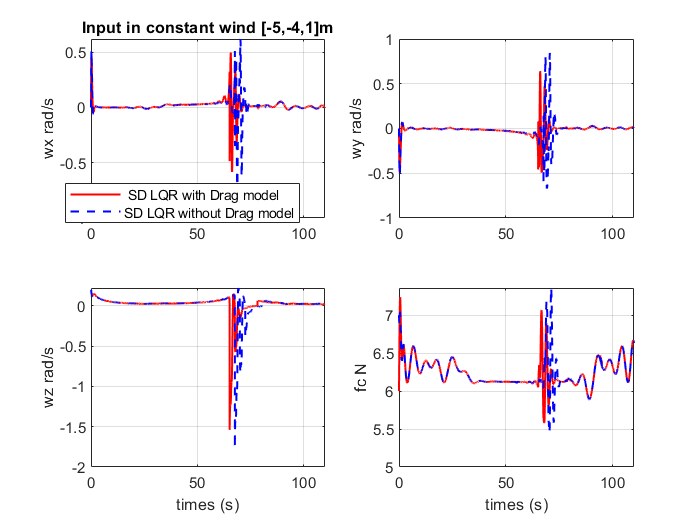 Input in constant wind [-5,-4,1]m
0.5
0
-0.5
wx rad/s
SD LQR with Drag model
SD LQR without Drag model
0 50 100
1
0.5
0
-0.5
-1
wy rad/s
0 50 100
0
-0.5
-1
-1.5
-2
wz rad/s
0 50 100
times (s)
7
6.5
6
5.5
5
fc N
0 50 100
times (s)